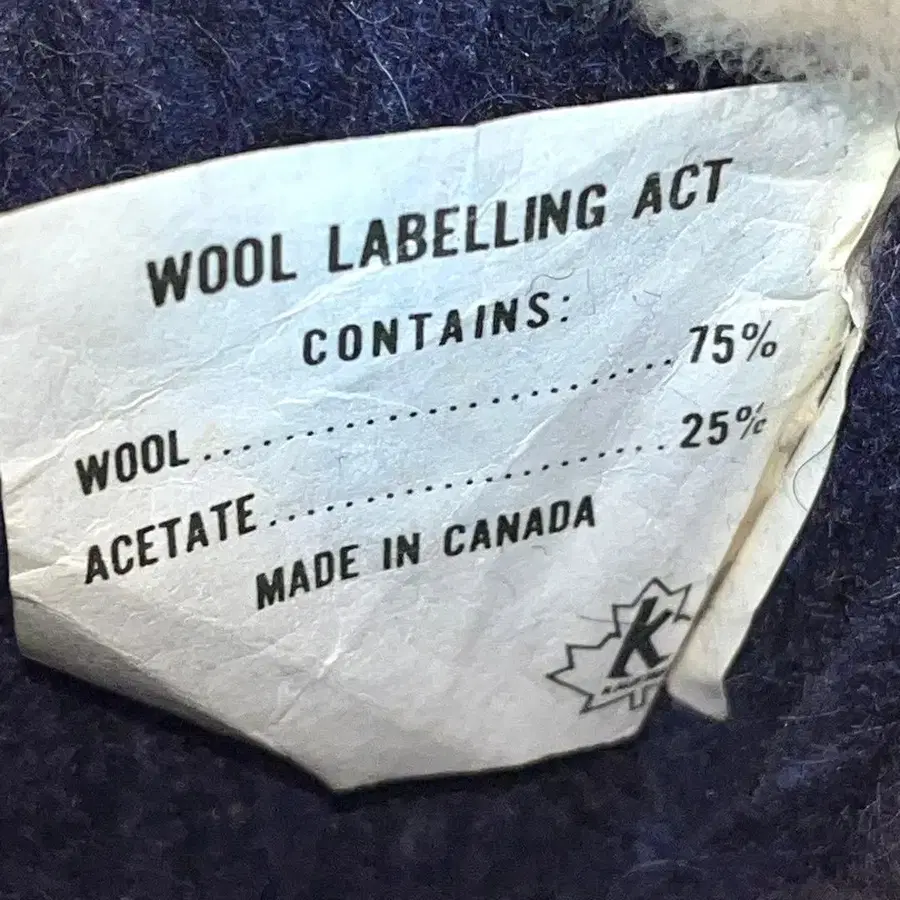 WOOL LABELLING ACT
CONTAINS:
WOOL....................................75%
ACETATE..............................25%
MADE IN CANADA
K